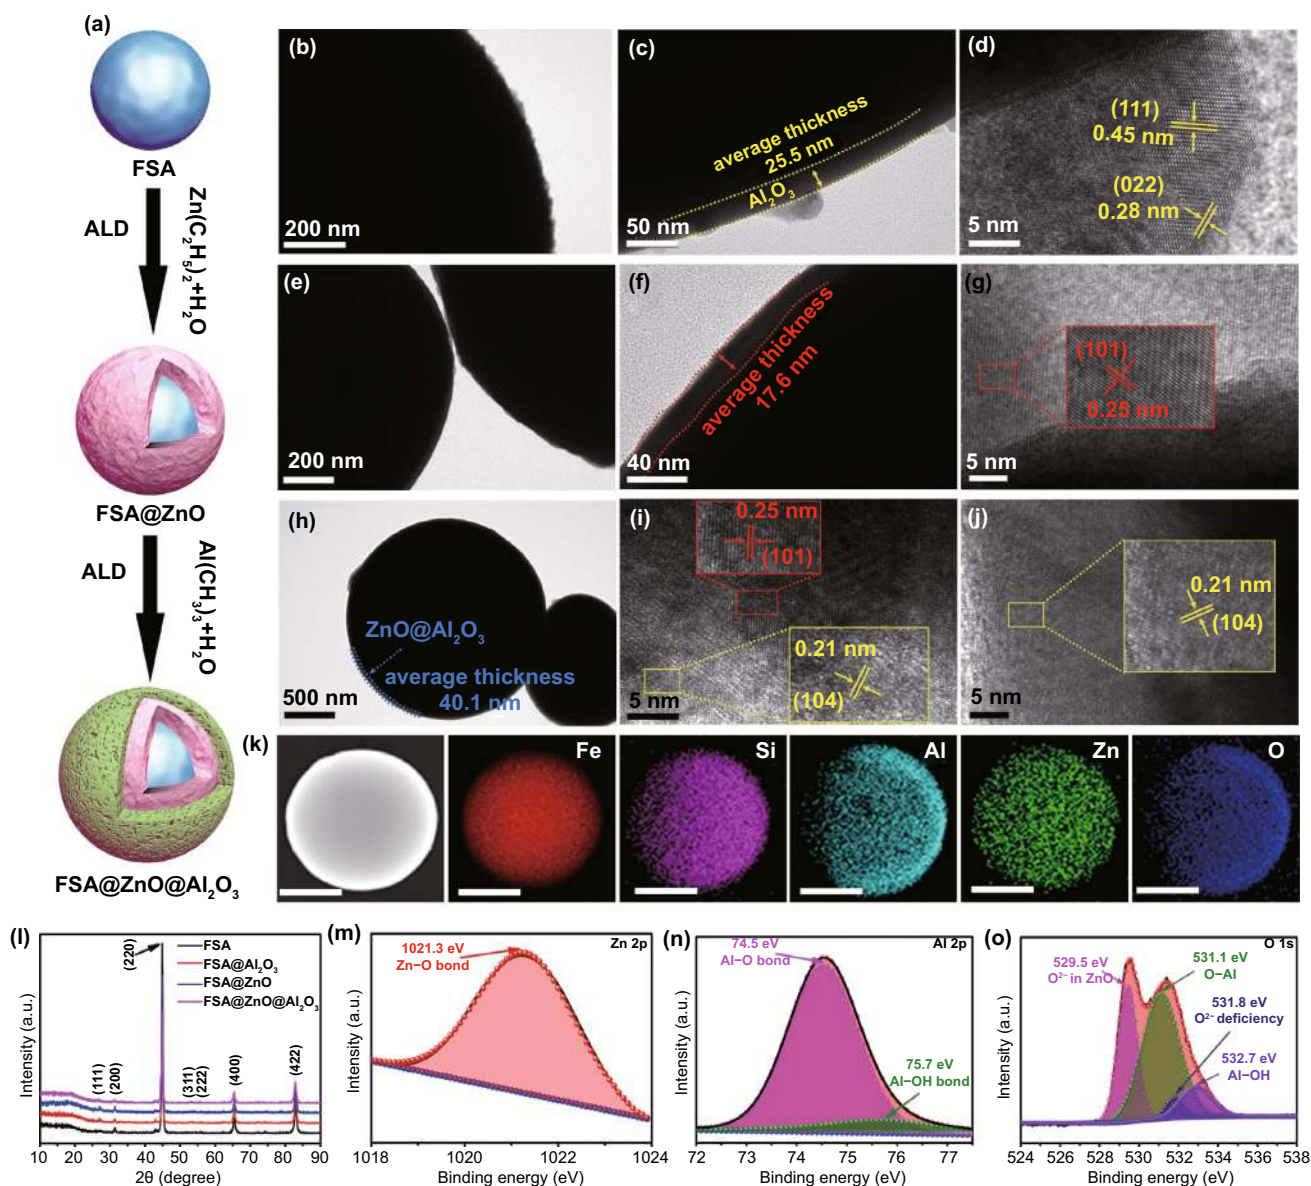 (a)
FSA
ALD
Zn(C₂H₅)₂+H₂O
FSA@ZnO
ALD
Al(CH₃)₃+H₂O
FSA@ZnO@Al₂O₃
(b)
200 nm
(c)
average thickness
25.5 nm
Al₂O₃
50 nm
(d)
(111)
0.45 nm
(022)
0.28 nm
5 nm
(e)
200 nm
(f)
average thickness
17.6 nm
40 nm
(g)
(101)
0.25 nm
5 nm
(h)
ZnO@Al₂O₃
average thickness
40.1 nm
500 nm
(i)
0.25 nm
(101)
0.21 nm
(104)
5 nm
(j)
0.21 nm
(104)
5 nm
(k)
Fe
Si
Al
Zn
O
(l)
(220)
FSA
FSA@Al₂O₃
FSA@ZnO
FSA@ZnO@Al₂O₃
(111)
(200)
(311)
(222)
(400)
(422)
Intensity (a.u.)
10 20 30 40 50 60 70 80 90
2θ (degree)
(m)
Zn 2p
1021.3 eV
Zn−O bond
Intensity (a.u.)
1018 1020 1022 1024
Binding energy (eV)
(n)
Al 2p
74.5 eV
Al−O bond
75.7 eV
Al−OH bond
Intensity (a.u.)
72 73 74 75 76 77
Binding energy (eV)
(o)
O 1s
529.5 eV
O²⁻ in ZnO
531.1 eV
O−Al
531.8 eV
O²⁻ deficiency
532.7 eV
Al−OH
Intensity (a.u.)
524 526 528 530 532 534 536 538
Binding energy (eV)